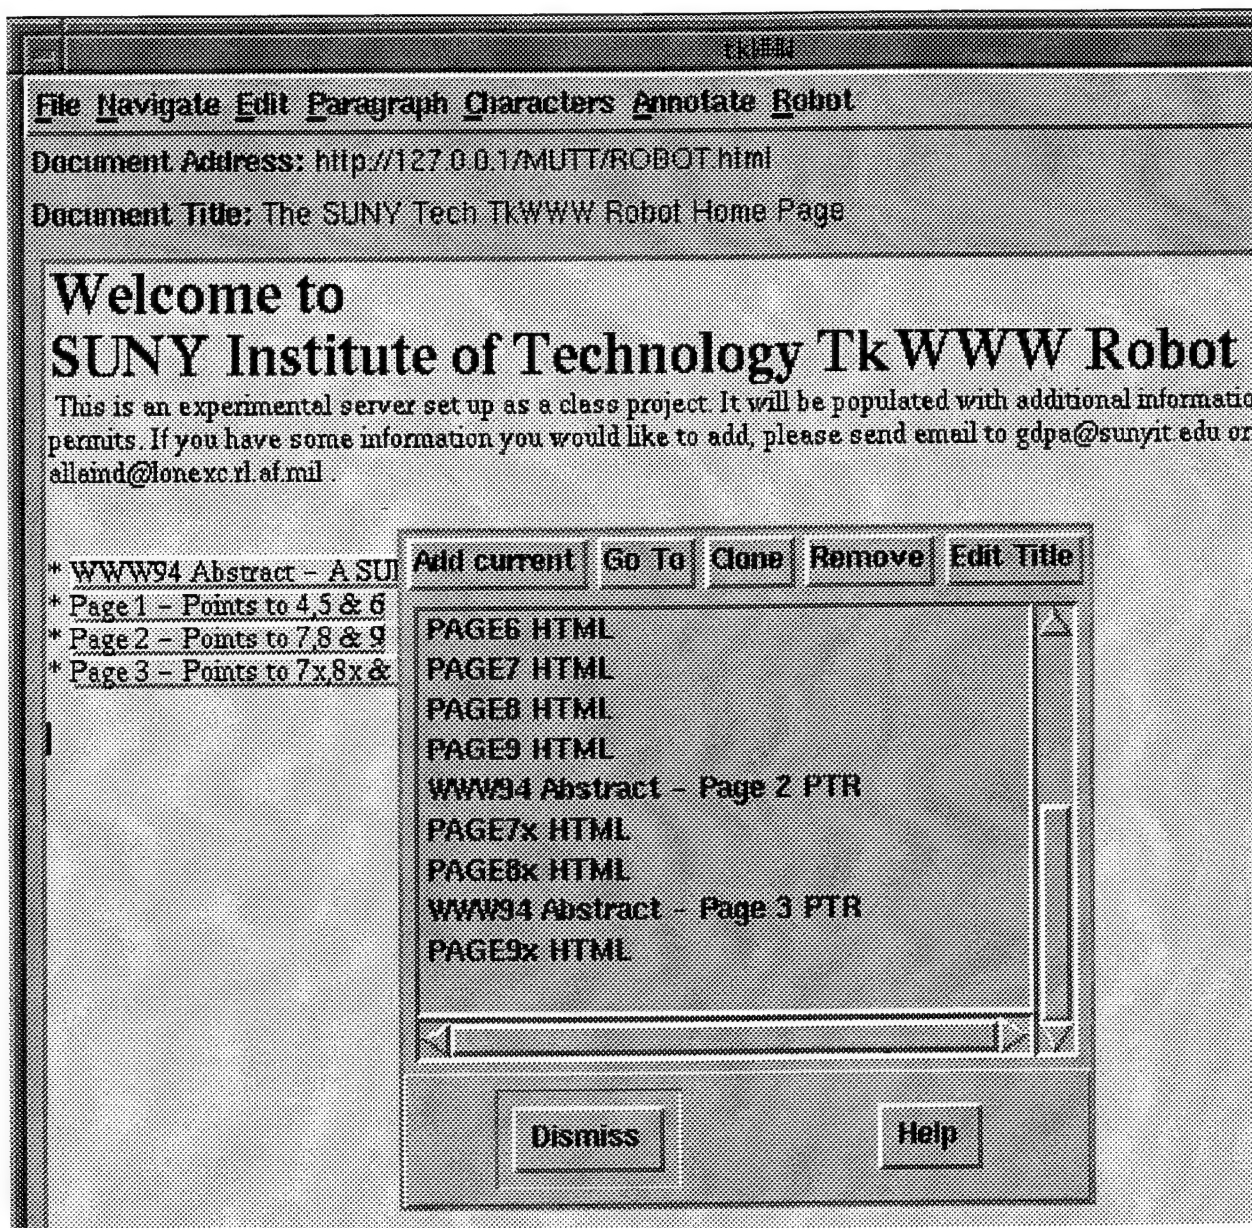 tkWWW
File Navigate Edit Paragraph Characters Annotate Robot
Document Address: http://127.0.0.1/MUTT/ROBOT.html
Document Title: The SUNY Tech TkWWW Robot Home Page
Welcome to
SUNY Institute of Technology TkWWW Robot
This is an experimental server set up as a class project. It will be populated with additional informatio
permits. If you have some information you would like to add, please send email to gdpa@sunyit.edu or
allaind@lonexc.rl.af.mil .
* WWW94 Abstract - A SU
* Page 1 - Points to 4,5 & 6
* Page 2 - Points to 7,8 & 9
* Page 3 - Points to 7x,8x &
Add current Go To Clone Remove Edit Title
PAGE6 HTML
PAGE7 HTML
PAGE8 HTML
PAGE9 HTML
WWW94 Abstract - Page 2 PTR
PAGE7x HTML
PAGE8x HTML
WWW94 Abstract - Page 3 PTR
PAGE9x HTML
Dismiss Help